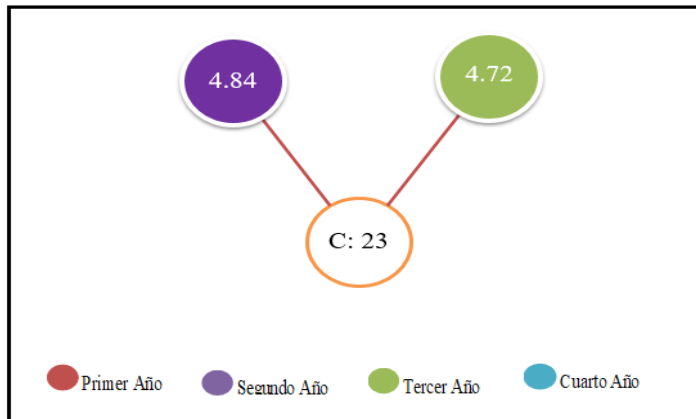 4.84
4.72
C: 23
Primer Año
Segundo Año
Tercer Año
Cuarto Año